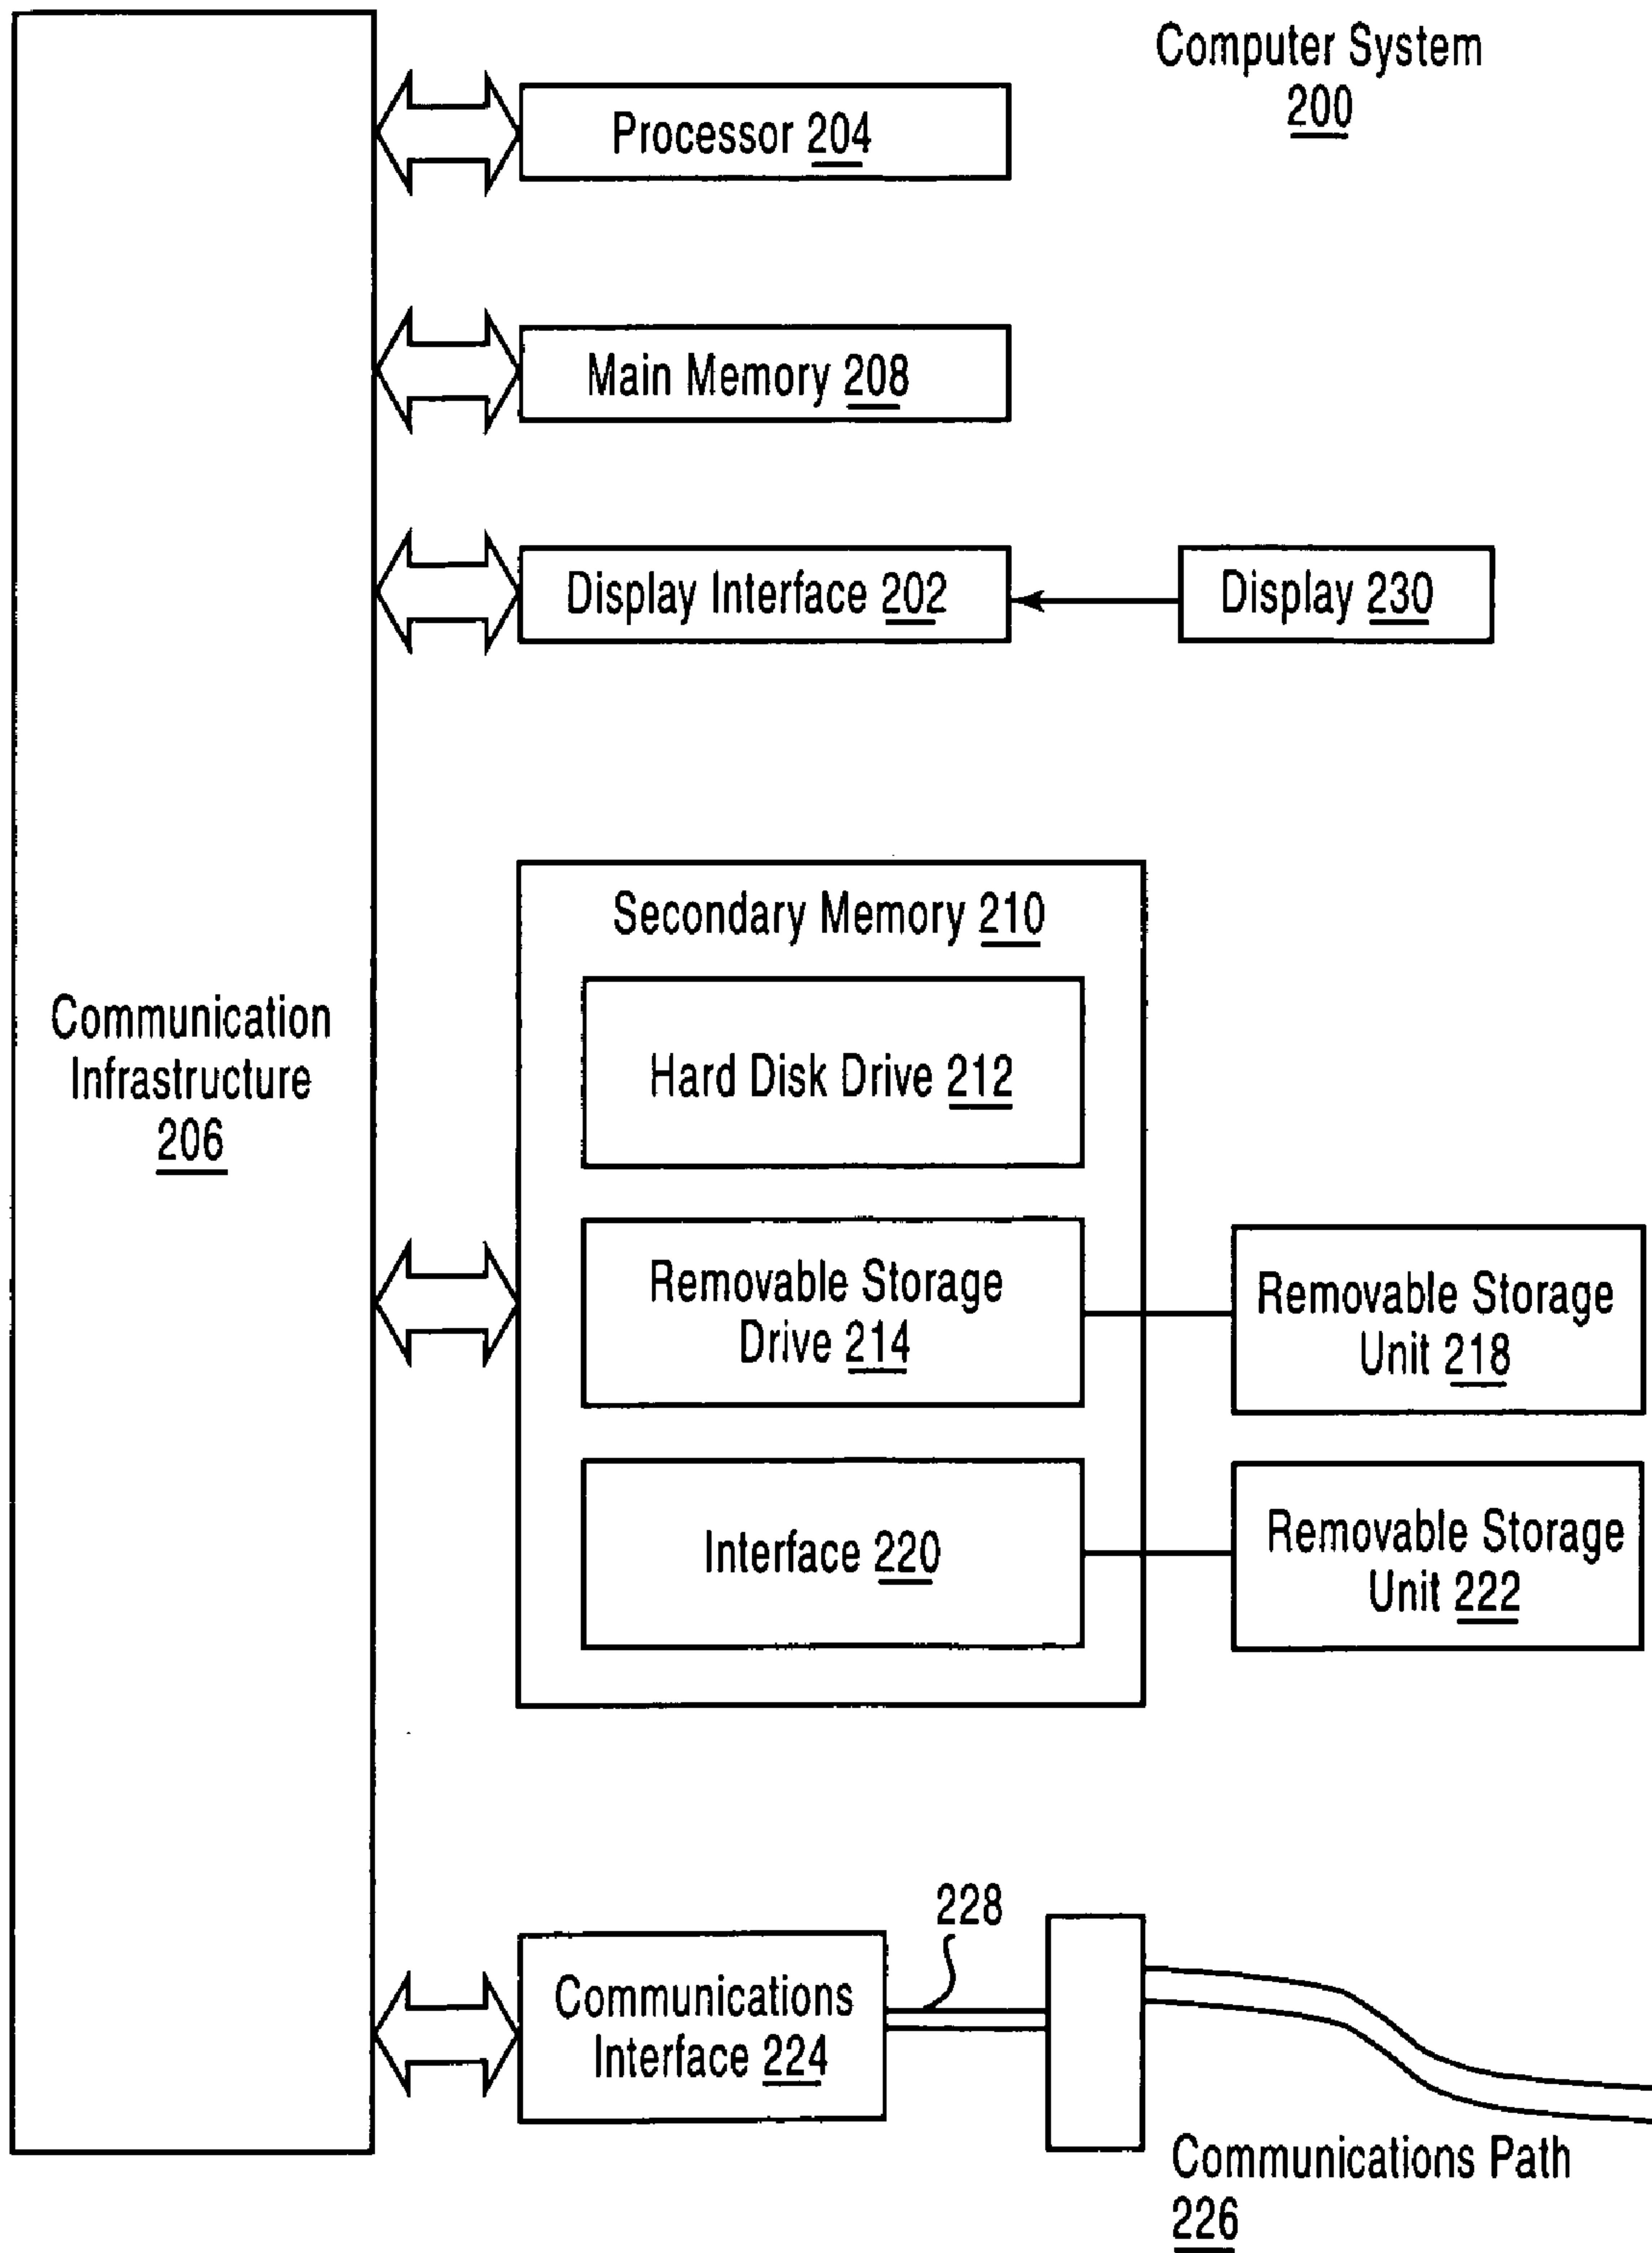 Computer System
200
Processor 204
Main Memory 208
Display Interface 202
Display 230
Secondary Memory 210
Hard Disk Drive 212
Communication
Infrastructure
206
Removable Storage
Drive 214
Removable Storage
Unit 218
Interface 220
Removable Storage
Unit 222
228
Communications
Interface 224
Communications Path
226